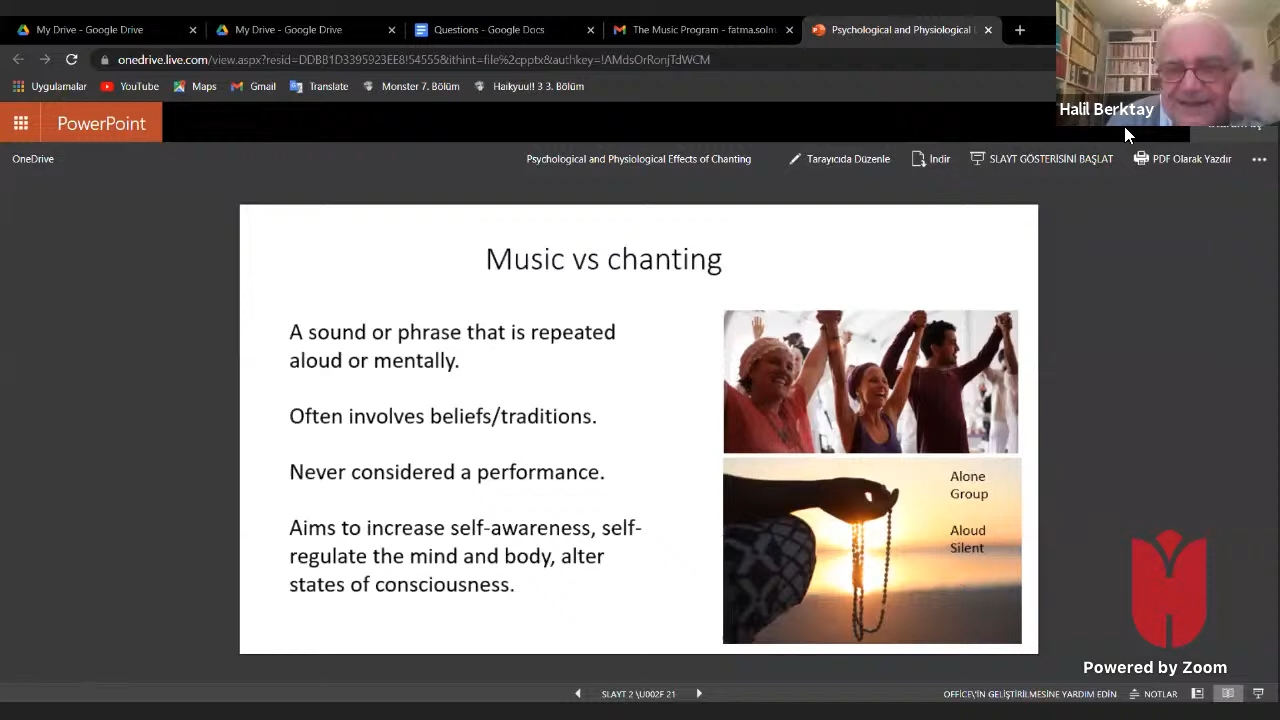 My Drive - Google Drive
My Drive - Google Drive
Questions - Google Docs
The Music Program - fatma.solm
Psychological and Physiological
onedrive.live.com/view.aspx?resid=DDBB1D3395923EE8!54555&ithint=file%2cpptx&authkey=!AMdsOrRonjTdWCM
Uygulamalar
YouTube
Maps
Gmail
Translate
Monster 7. Bölüm
Haikyuu!! 3 3. Bölüm
Halil Berktay
PowerPoint
OneDrive
Psychological and Physiological Effects of Chanting
Tarayıcıda Düzenle
İndir
SLAYT GÖSTERİSİNİ BAŞLAT
PDF Olarak Yazdır
Music vs chanting
A sound or phrase that is repeated
aloud or mentally.
Often involves beliefs/traditions.
Never considered a performance.
Aims to increase self-awareness, self-
regulate the mind and body, alter
states of consciousness.
Alone
Group
Aloud
Silent
Powered by Zoom
SLAYT 2 \U002F 21
OFFICE\'İN GELİŞTİRİLMESİNE YARDIM EDİN
NOTLAR